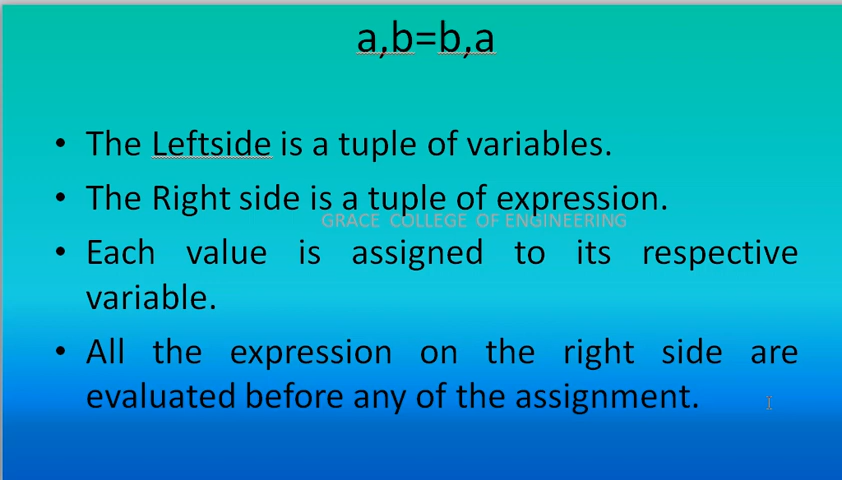 a,b=b,a
• The Leftside is a tuple of variables.
• The Right side is a tuple of expression.
GRACE COLLEGE OF ENGINEERING
• Each value is assigned to its respective
variable.
• All the expression on the right side are
evaluated before any of the assignment.